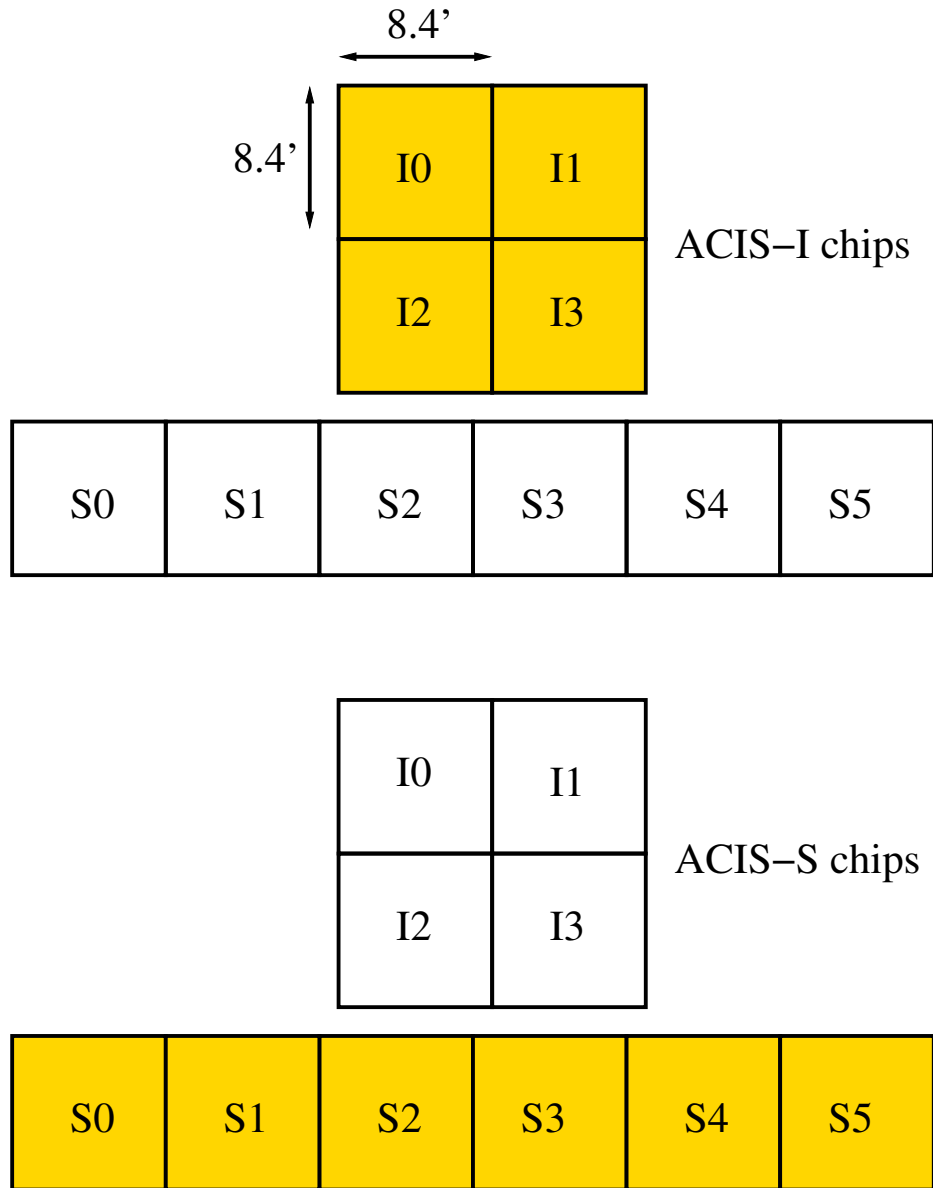 8.4’
8.4’
I0 I1
ACIS−I chips
I2 I3
S0 S1 S2 S3 S4 S5
I0 I1
ACIS−S chips
I2 I3
S0 S1 S2 S3 S4 S5